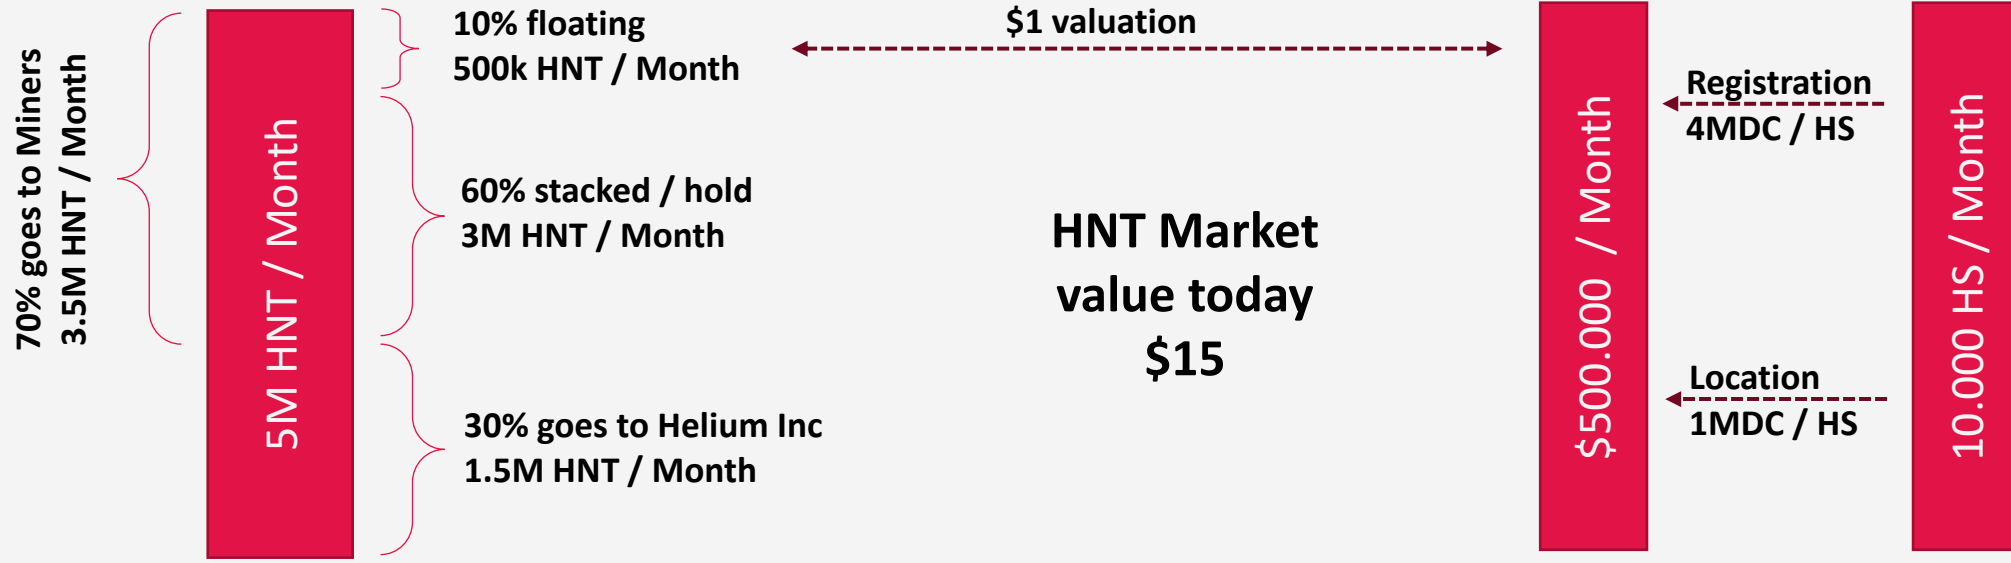 70% goes to Miners
3.5M HNT / Month
5M HNT / Month
10% floating
500k HNT / Month
60% stacked / hold
3M HNT / Month
30% goes to Helium Inc
1.5M HNT / Month
$1 valuation
HNT Market
value today
$15
$500.000 / Month
Registration
4MDC / HS
Location
1MDC / HS
10.000 HS / Month